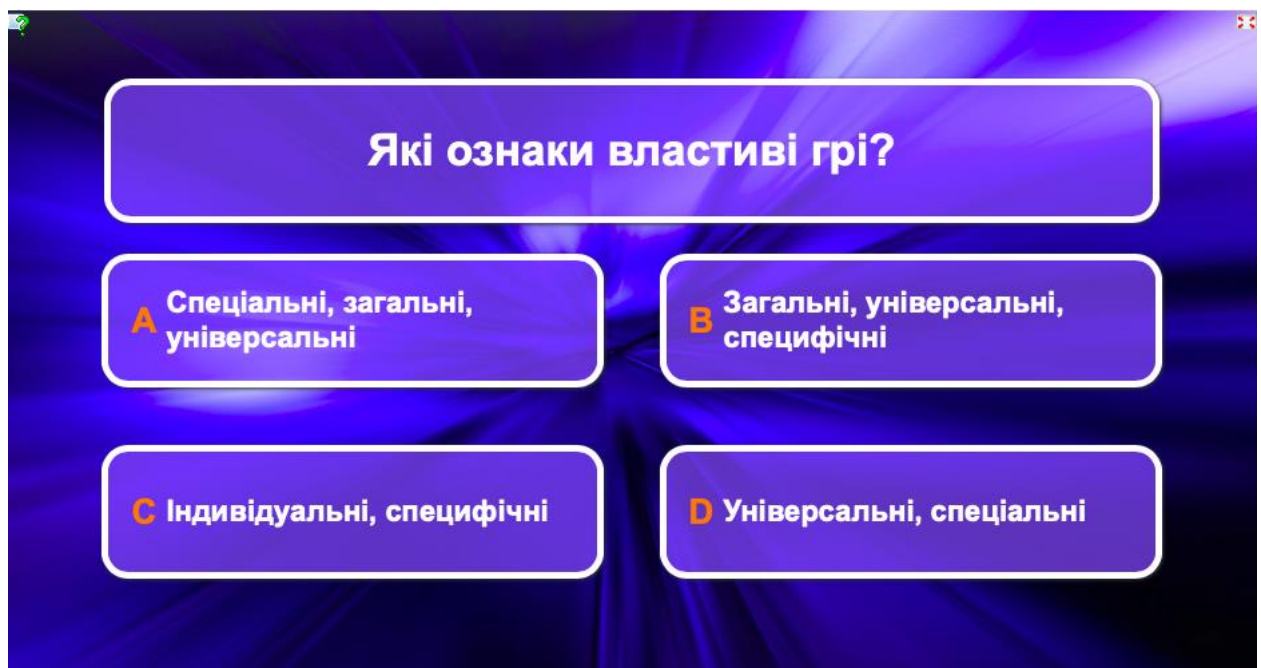 Які ознаки властиві грі?
A Спеціальні, загальні,
універсальні
B Загальні, універсальні,
специфічні
C Індивідуальні, специфічні
D Універсальні, спеціальні